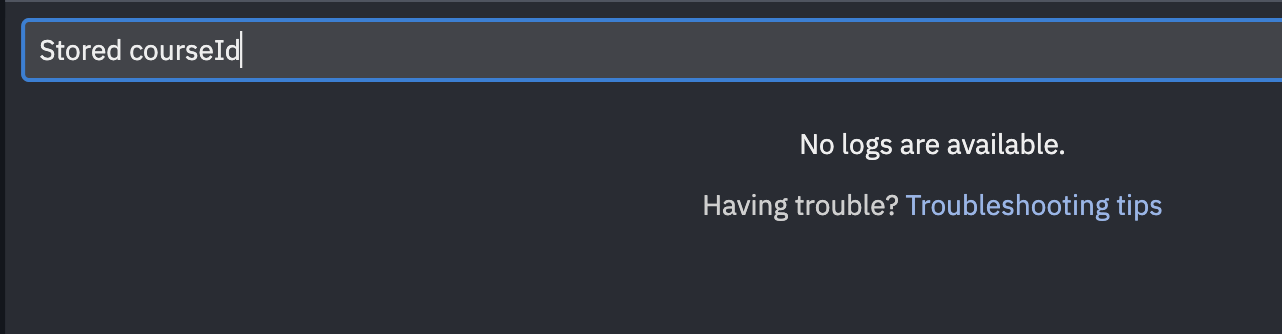 Stored courseId
No logs are available.
Having trouble? Troubleshooting tips